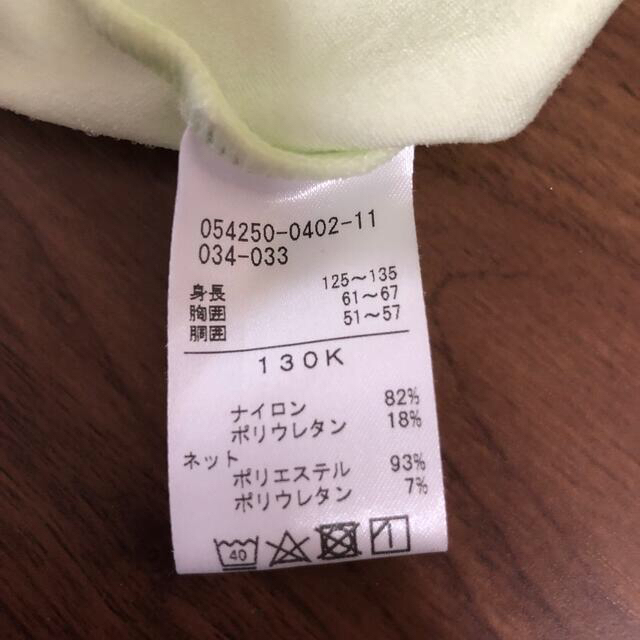 054250-0402-11
034-033
身長 125～135
胸囲 61～67
胴囲 51～57
130K
ナイロン 82%
ポリウレタン 18%
ネット
ポリエステル 93%
ポリウレタン 7%
40